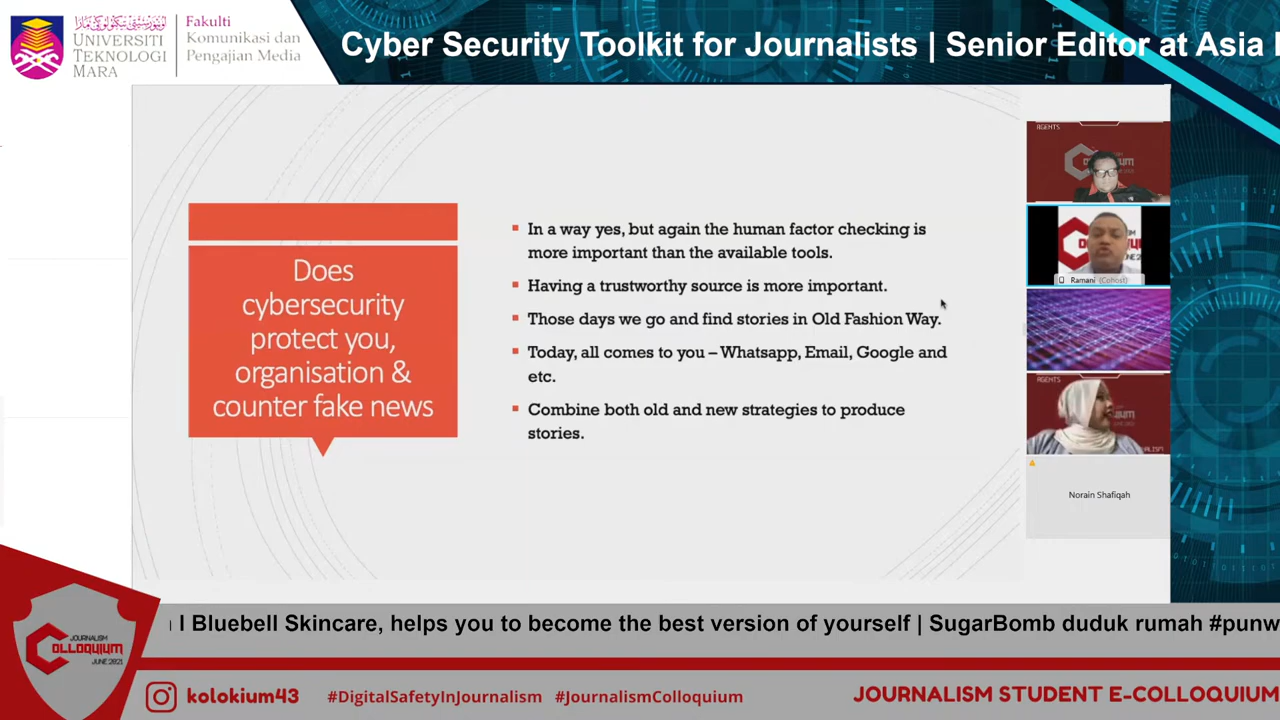 UNIVERSITI
TEKNOLOGI
MARA
Fakulti
Komunikasi dan
Pengajian Media
Cyber Security Toolkit for Journalists | Senior Editor at Asia
Does
cybersecurity
protect you,
organisation &
counter fake news
▪ In a way yes, but again the human factor checking is
more important than the available tools.
▪ Having a trustworthy source is more important.
▪ Those days we go and find stories in Old Fashion Way.
▪ Today, all comes to you – Whatsapp, Email, Google and
etc.
▪ Combine both old and new strategies to produce
stories.
AGENTS
Ramani (Cohost)
AGENTS
Norain Shafiqah
JOURNALISM
COLLOQUIUM
JUNE 2021
| Bluebell Skincare, helps you to become the best version of yourself | SugarBomb duduk rumah
kolokium43
#DigitalSafetyInJournalism #JournalismColloquium
JOURNALISM STUDENT E-COLLOQUIUM